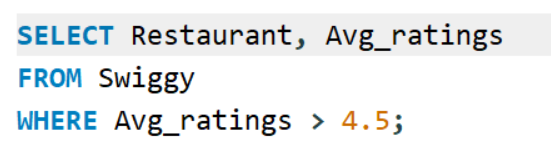 SELECT Restaurant, Avg_ratings
FROM Swiggy
WHERE Avg_ratings > 4.5;